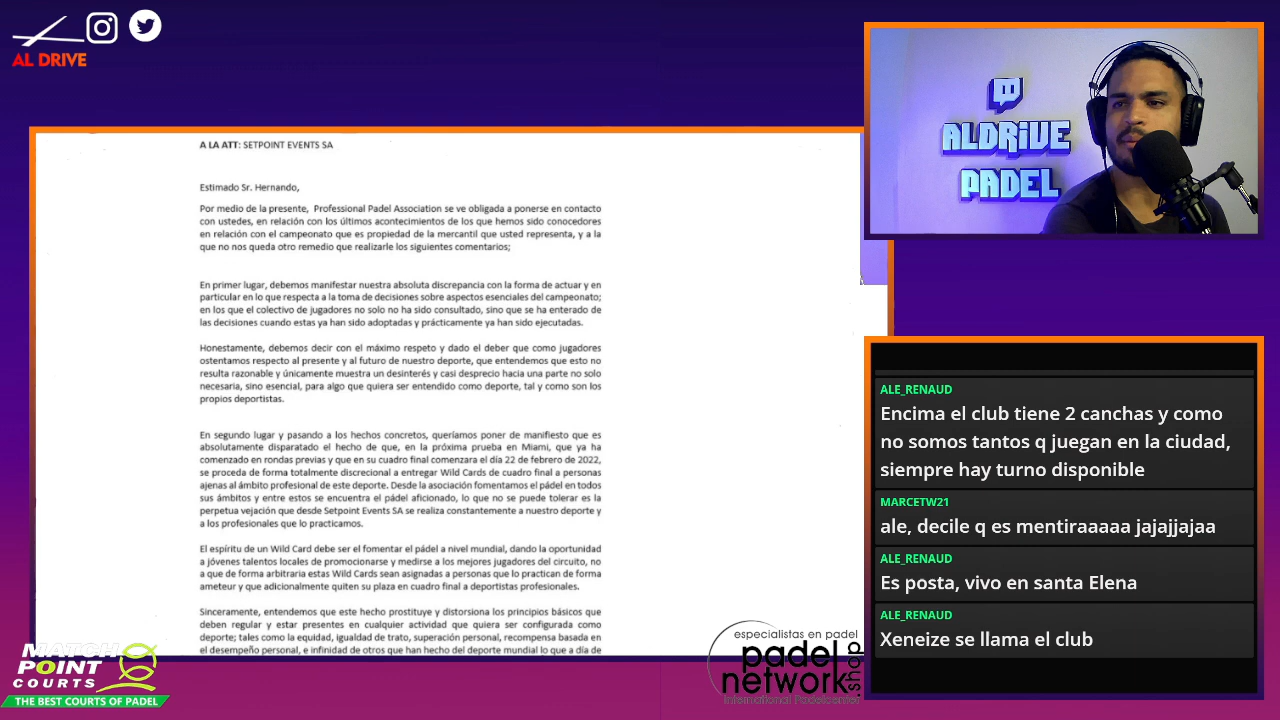 AL DRIVE
A LA ATT: SETPOINT EVENTS SA
Estimado Sr. Hernando,
Por medio de la presente, Professional Padel Association se ve obligada a ponerse en contacto
con ustedes, en relación con los últimos acontecimientos de los que hemos sido conocedores
en relación con el campeonato que es propiedad de la mercantil que usted representa, y a la
que no nos queda otro remedio que realizarle los siguientes comentarios;
En primer lugar, debemos manifestar nuestra absoluta discrepancia con la forma de actuar y en
particular en lo que respecta a la toma de decisiones sobre aspectos esenciales del campeonato;
en los que el colectivo de jugadores no solo no ha sido consultado, sino que se ha enterado de
las decisiones cuando estas ya han sido adoptadas y prácticamente ya han sido ejecutadas.
Honestamente, debemos decir con el máximo respeto y dado el deber que como jugadores
ostentamos respecto al presente y al futuro de nuestro deporte, que entendemos que esto no
resulta razonable y únicamente muestra un desinterés y casi desprecio hacia una parte no solo
necesaria, sino esencial, para algo que quiera ser entendido como deporte, tal y como son los
propios deportistas.
En segundo lugar y pasando a los hechos concretos, queríamos poner de manifiesto que es
absolutamente disparatado el hecho de que, en la próxima prueba en Miami, que ya ha
comenzado en rondas previas y que en su cuadro final comenzara el día 22 de febrero de 2022,
se proceda de forma totalmente discrecional a entregar Wild Cards de cuadro final a personas
ajenas al ámbito profesional de este deporte. Desde la asociación fomentamos el pádel en todos
sus ámbitos y entre estos se encuentra el pádel aficionado, lo que no se puede tolerar es la
perpetua vejación que desde Setpoint Events SA se realiza constantemente a nuestro deporte y
a los profesionales que lo practicamos.
El espíritu de un Wild Card debe ser el fomentar el pádel a nivel mundial, dando la oportunidad
a jóvenes talentos locales de promocionarse y medirse a los mejores jugadores del circuito, no
a que de forma arbitraria estas Wild Cards sean asignadas a personas que lo practican de forma
ameteur y que adicionalmente quiten su plaza en cuadro final a deportistas profesionales.
Sinceramente, entendemos que este hecho prostituye y distorsiona los principios básicos que
deben regular y estar presentes en cualquier actividad que quiera ser configurada como
deporte; tales como la equidad, igualdad de trato, superación personal, recompensa basada en
el desempeño personal, e infinidad de otros que han hecho del deporte mundial lo que a día de
ALDRIVE
PADEL
ALE_RENAUD
Encima el club tiene 2 canchas y como
no somos tantos q juegan en la ciudad,
siempre hay turno disponible
MARCETW21
ale, decile q es mentiraaaaa jajajjajaa
ALE_RENAUD
Es posta, vivo en santa Elena
ALE_RENAUD
Xeneize se llama el club
MATCH
POINT
COURTS
THE BEST COURTS OF PADEL
especialistas en padel
padel
network.shop
International Padelcenter